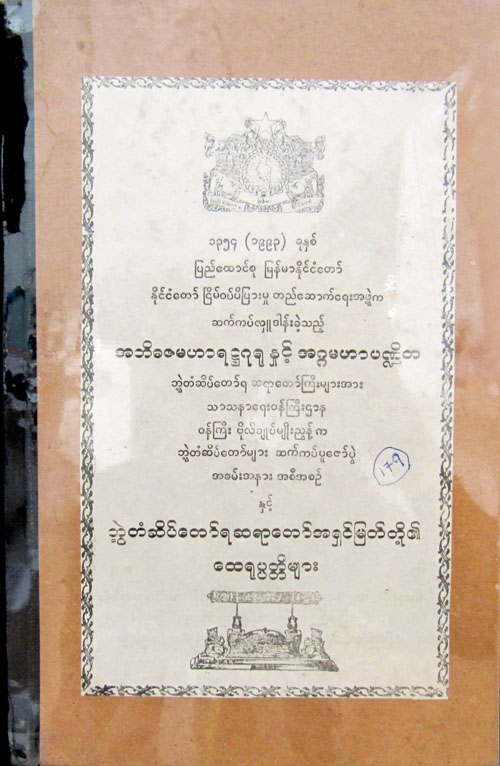 ၁၃၅၄ (၁၉၉၃) ခုနှစ်
ပြည်ထောင်စု မြန်မာနိုင်ငံတော်
နိုင်ငံတော် ငြိမ်ဝပ်ပိပြားမှု တည်ဆောက်ရေးအဖွဲ့က
ဆက်ကပ်လှူဒါန်းခဲ့သည့်
အဘိဓဇမဟာရဋ္ဌဂုရု နှင့် အဂ္ဂမဟာပဏ္ဍိတ
ဘွဲ့တံဆိပ်တော်ရ ဆရာတော်ကြီးများအား
သာသနာရေးဝန်ကြီးဌာန
ဝန်ကြီး ဗိုလ်ချုပ်မျိုးညွန့် က
ဘွဲ့တံဆိပ်တော်များ ဆက်ကပ်ပူဇော်ပွဲ
အခမ်းအနား အစီအစဉ်
179
နှင့်
ဘွဲ့တံဆိပ်တော်ရဆရာတော်အရှင်မြတ်တို့၏
ထေရုပ္ပတ္တိများ